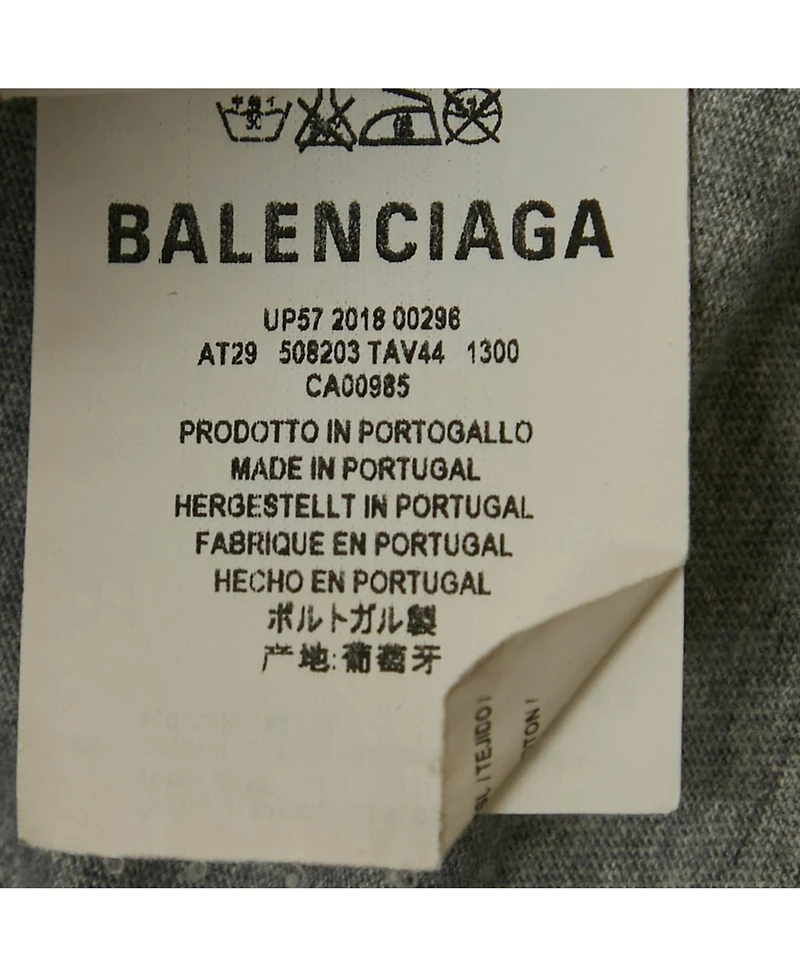 BALENCIAGA
UP57 2018 00296
AT29 508203 TAV44 1300
CA00985
PRODOTTO IN PORTOGALLO
MADE IN PORTUGAL
HERGESTELLT IN PORTUGAL
FABRIQUE EN PORTUGAL
HECHO EN PORTUGAL
ポルトガル製
产地:葡萄牙
/ TEJIDO /